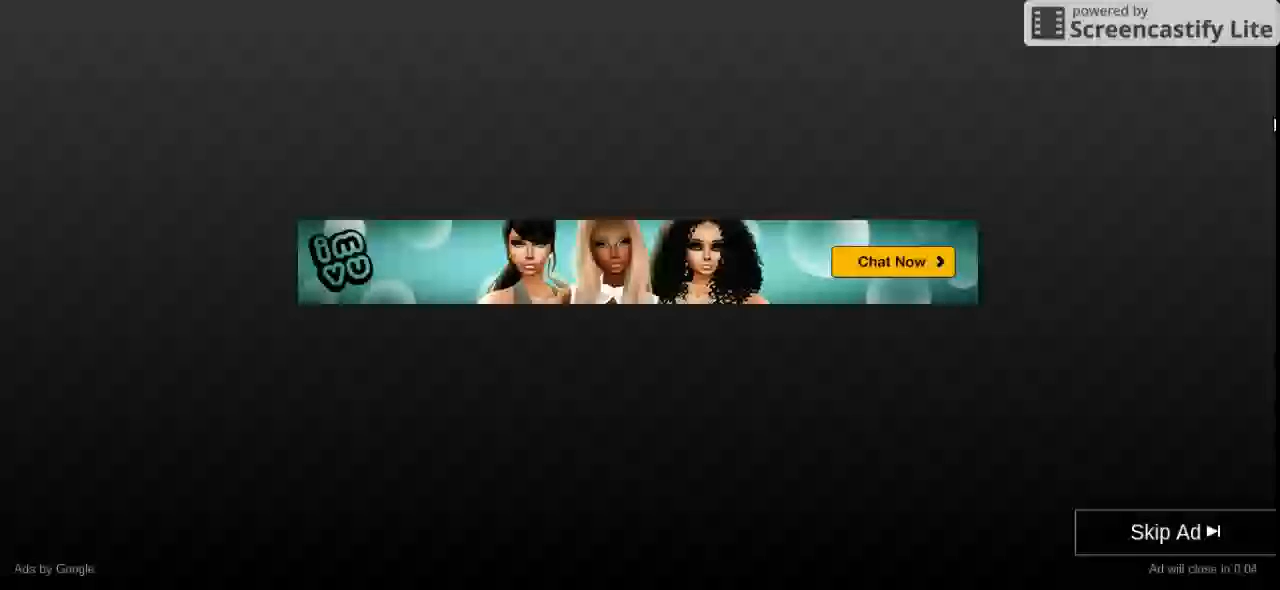 powered by
Screencastify Lite
imvu
Chat Now
Skip Ad
Ads by Google
Ad will close in 0:04